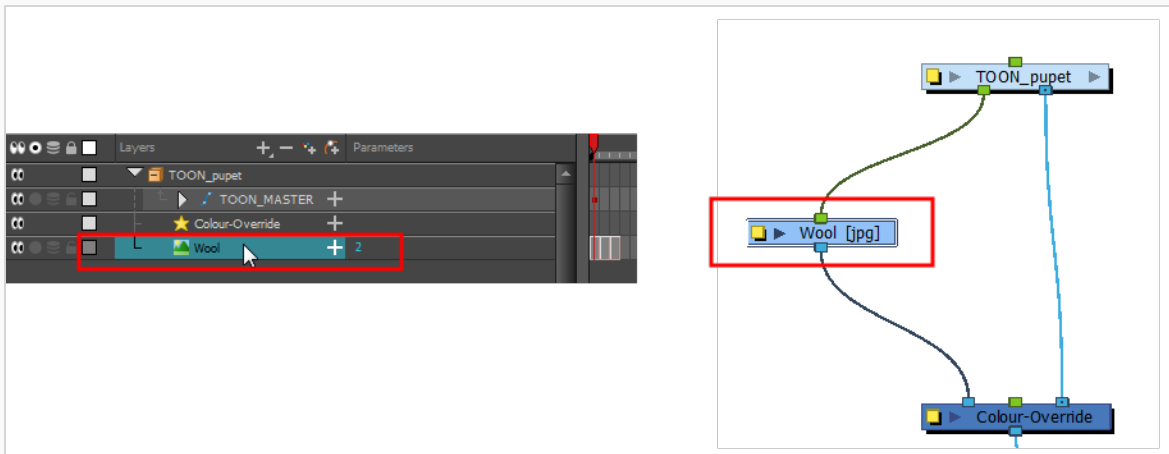 Layers Parameters
TOON_pupet
TOON_MASTER
Colour-Override
Wool 2
TOON_pupet
Wool [jpg]
Colour-Override